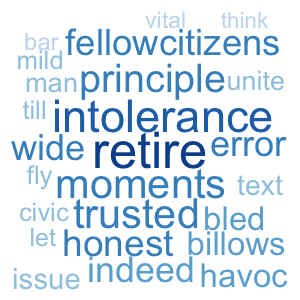 vital think
bar fellowcitizens
mild
man principle unite
till intolerance
wide retire error
fly moments text
civic trusted bled
let honest billows
issue indeed havoc